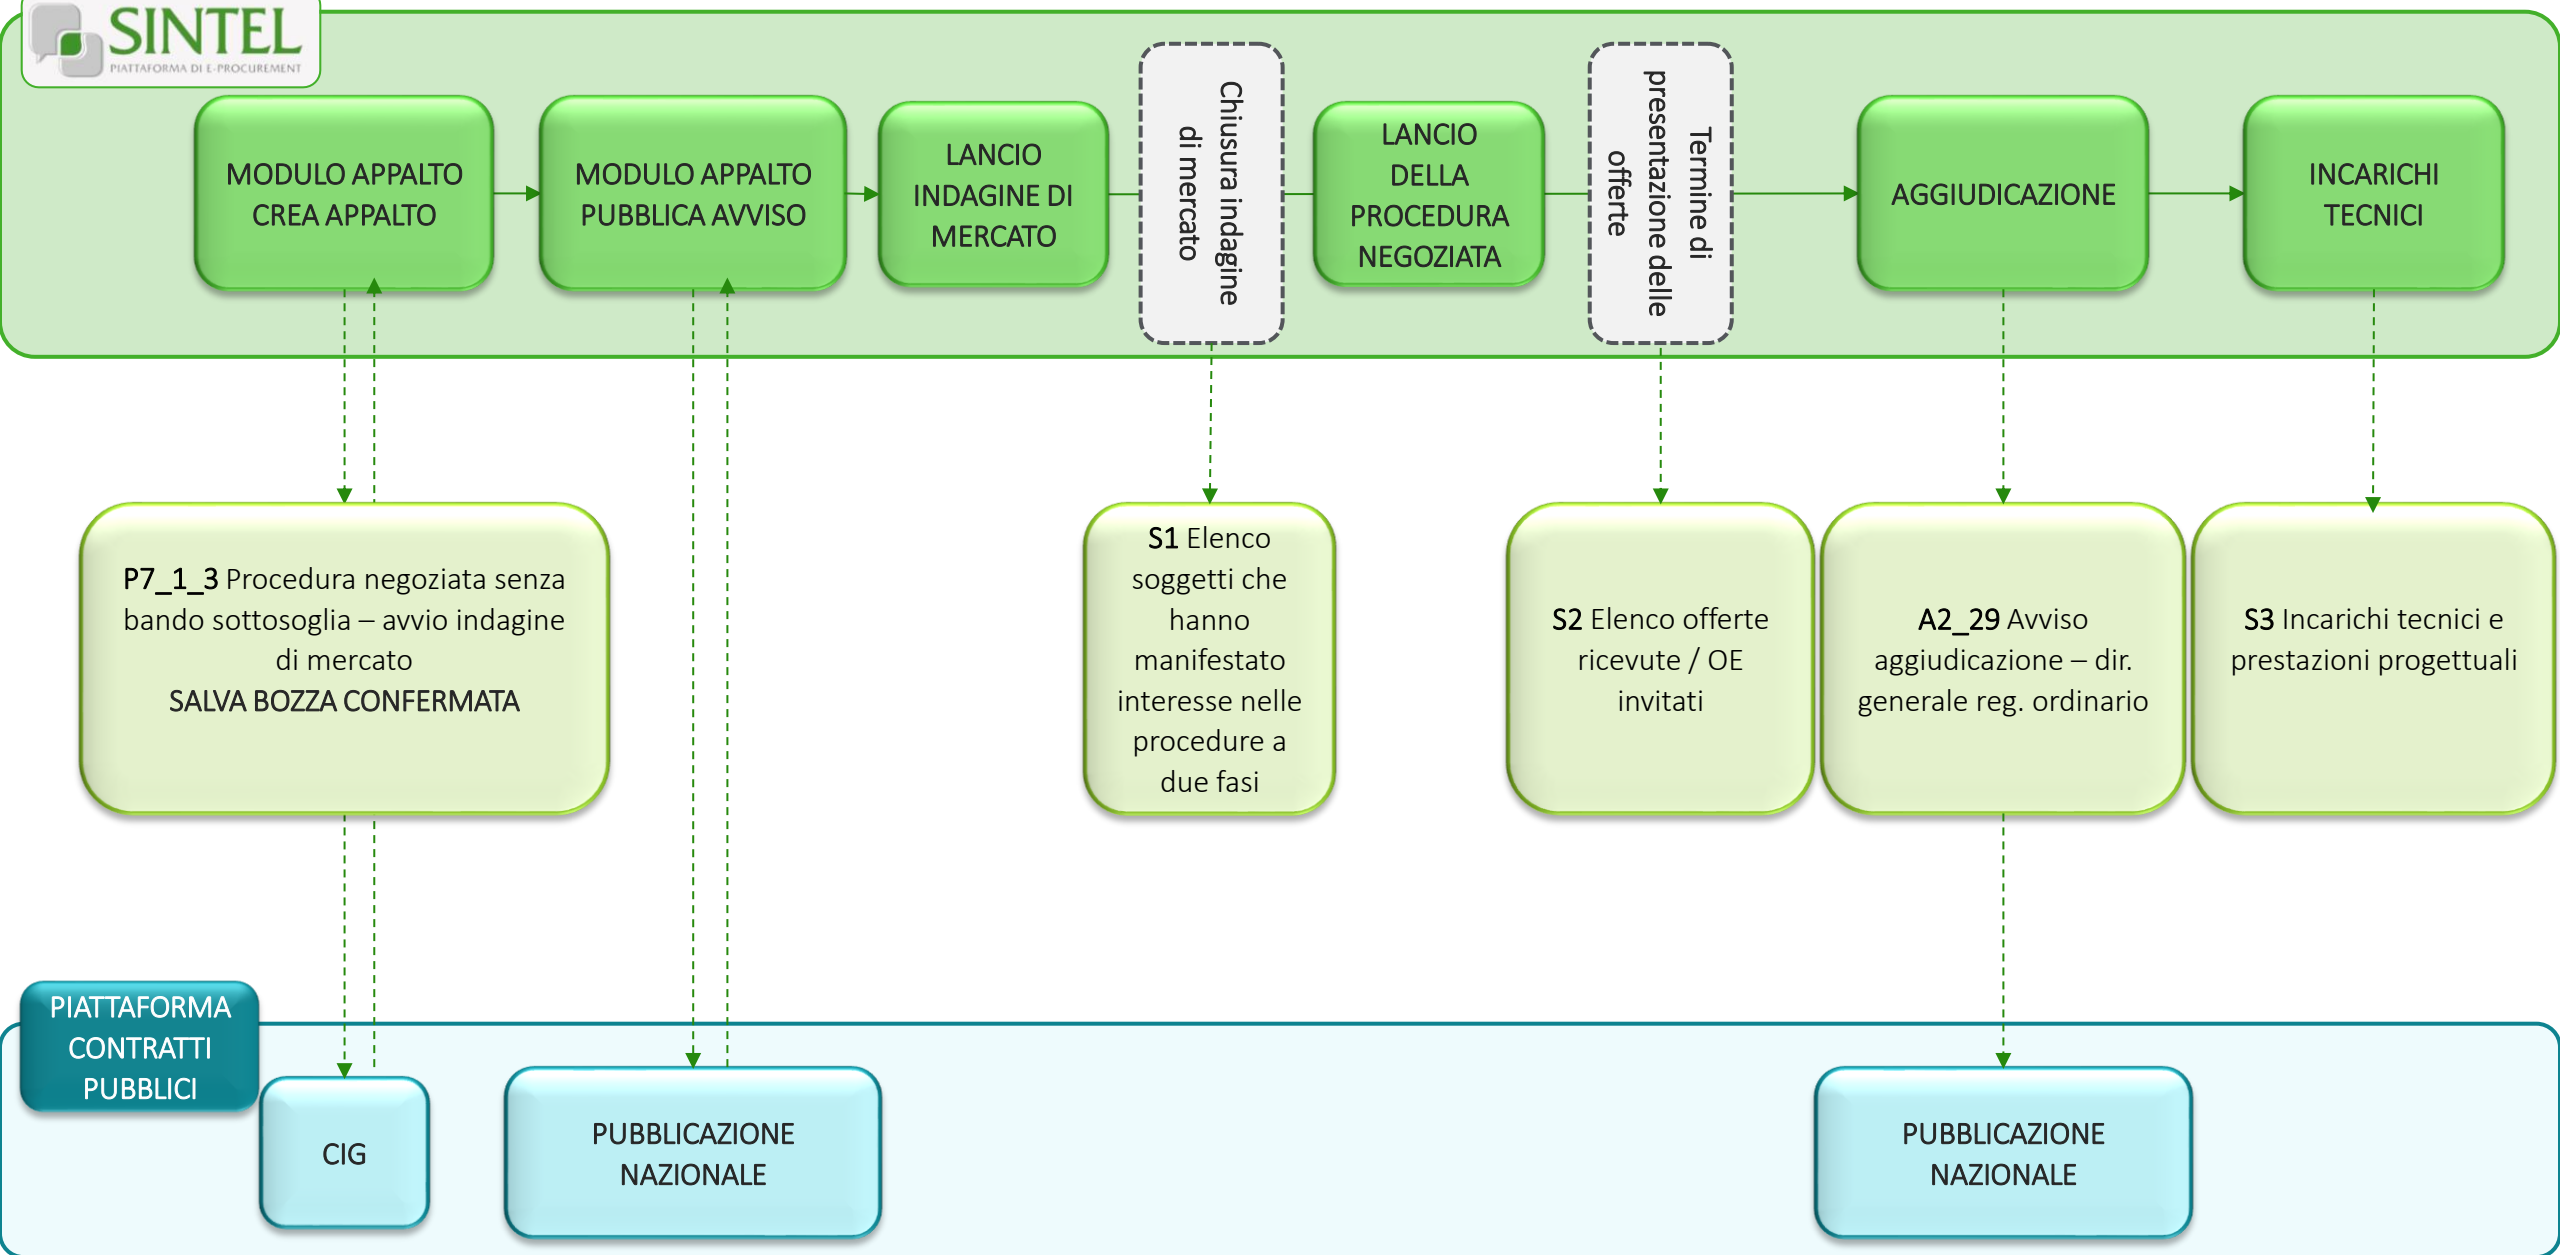 SINTEL
PIATTAFORMA DI E-PROCUREMENT
MODULO APPALTO
CREA APPALTO
MODULO APPALTO
PUBBLICA AVVISO
LANCIO
INDAGINE DI
MERCATO
Chiusura indagine
di mercato
LANCIO
DELLA
PROCEDURA
NEGOZIATA
Termine di
presentazione delle
offerte
AGGIUDICAZIONE
INCARICHI
TECNICI
P7_1_3 Procedura negoziata senza
bando sottosoglia – avvio indagine
di mercato
SALVA BOZZA CONFERMATA
S1 Elenco
soggetti che
hanno
manifestato
interesse nelle
procedure a
due fasi
S2 Elenco offerte
ricevute / OE
invitati
A2_29 Avviso
aggiudicazione – dir.
generale reg. ordinario
S3 Incarichi tecnici e
prestazioni progettuali
PIATTAFORMA
CONTRATTI
PUBBLICI
CIG
PUBBLICAZIONE
NAZIONALE
PUBBLICAZIONE
NAZIONALE